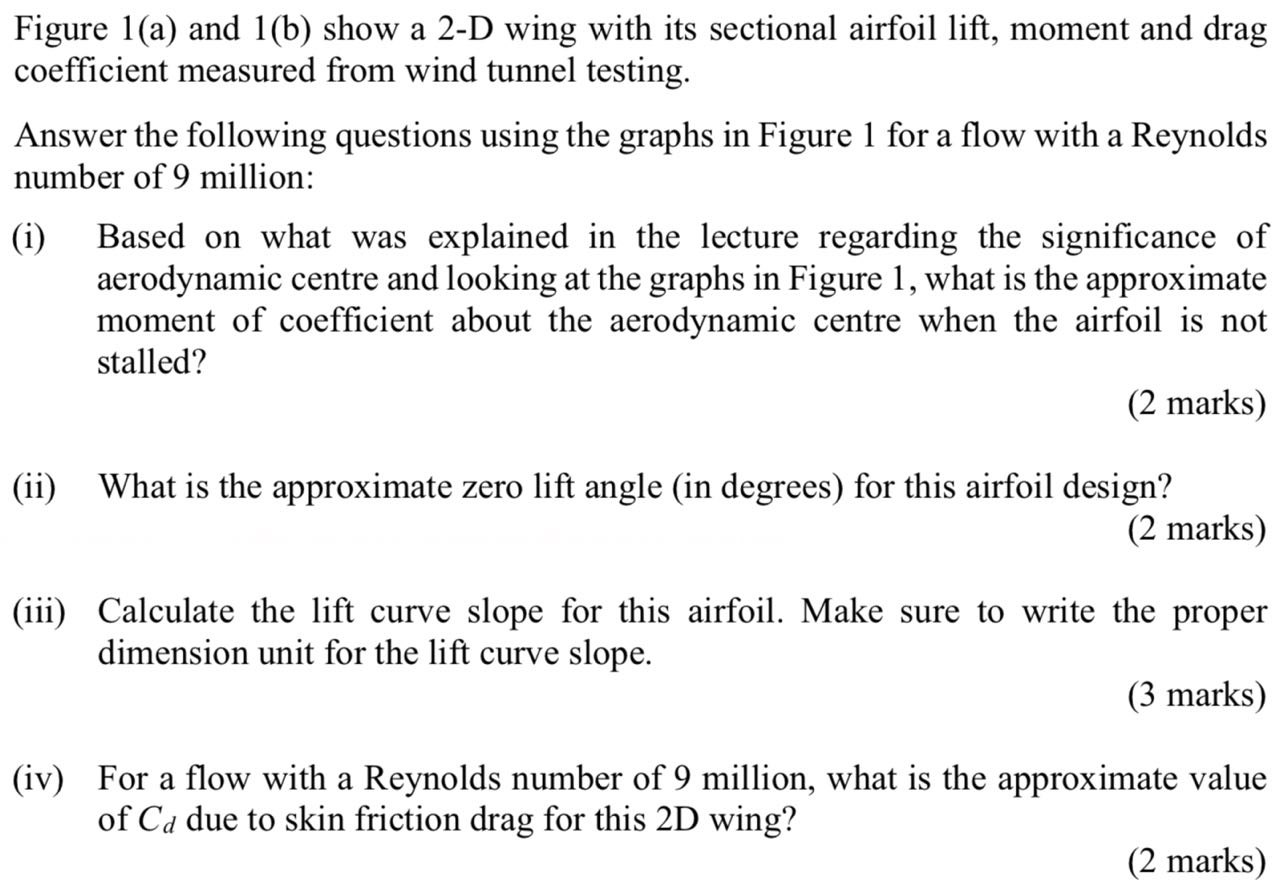 Figure 1(a) and 1(b) show a 2-D wing with its sectional airfoil lift, moment and drag
coefficient measured from wind tunnel testing.
Answer the following questions using the graphs in Figure 1 for a flow with a Reynolds
number of 9 million:
(i) Based on what was explained in the lecture regarding the significance of
aerodynamic centre and looking at the graphs in Figure 1, what is the approximate
moment of coefficient about the aerodynamic centre when the airfoil is not
stalled?
(2 marks)
(ii) What is the approximate zero lift angle (in degrees) for this airfoil design?
(2 marks)
(iii) Calculate the lift curve slope for this airfoil. Make sure to write the proper
dimension unit for the lift curve slope.
(3 marks)
(iv) For a flow with a Reynolds number of 9 million, what is the approximate value
of Cd due to skin friction drag for this 2D wing?
(2 marks)